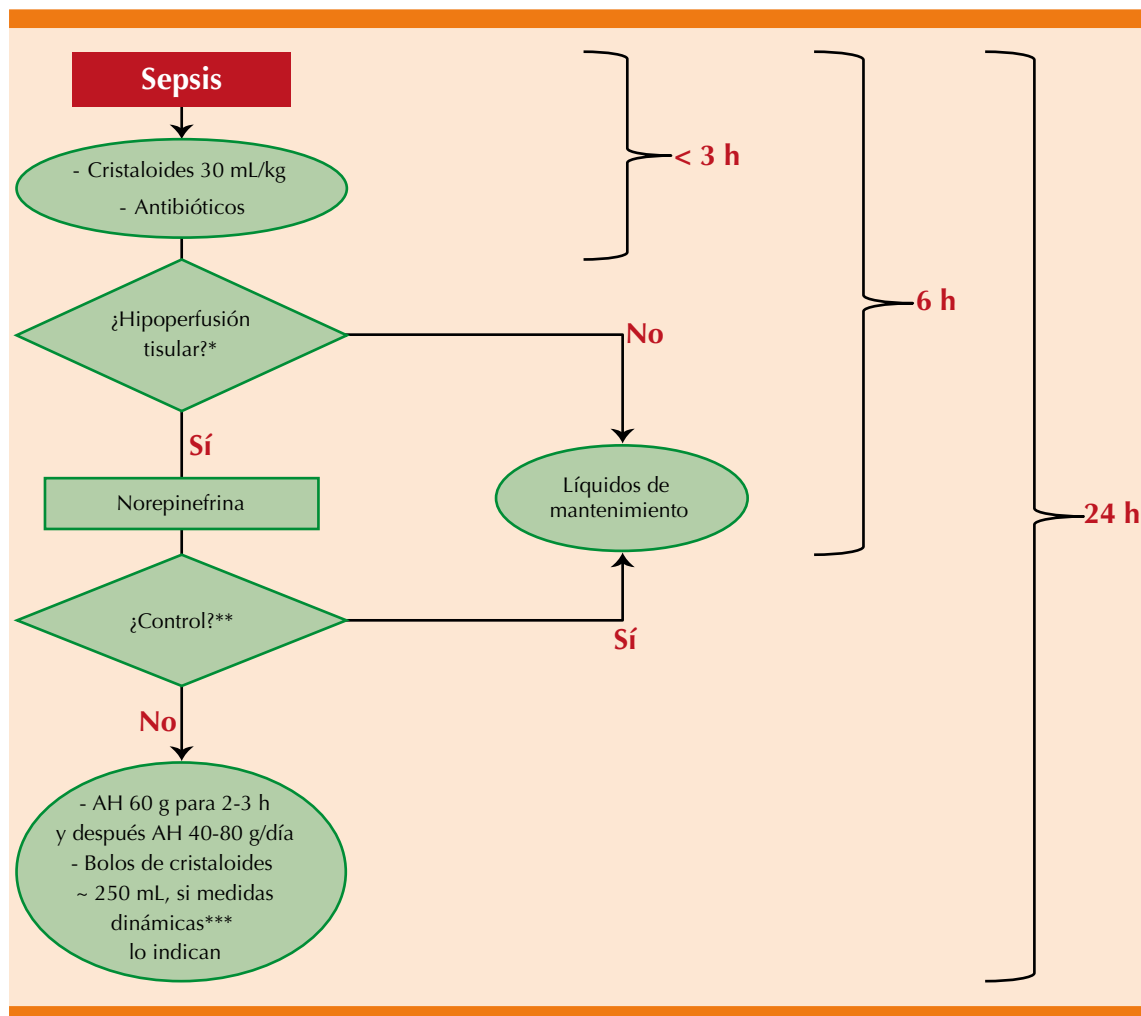 Sepsis
- Cristaloides 30 mL/kg
- Antibióticos
< 3 h
¿Hipoperfusión
tisular?*
No
6 h
Sí
Norepinefrina
Líquidos de
mantenimiento
24 h
¿Control?**
Sí
No
- AH 60 g para 2-3 h
y después AH 40-80 g/día
- Bolos de cristaloides
~ 250 mL, si medidas
dinámicas***
lo indican